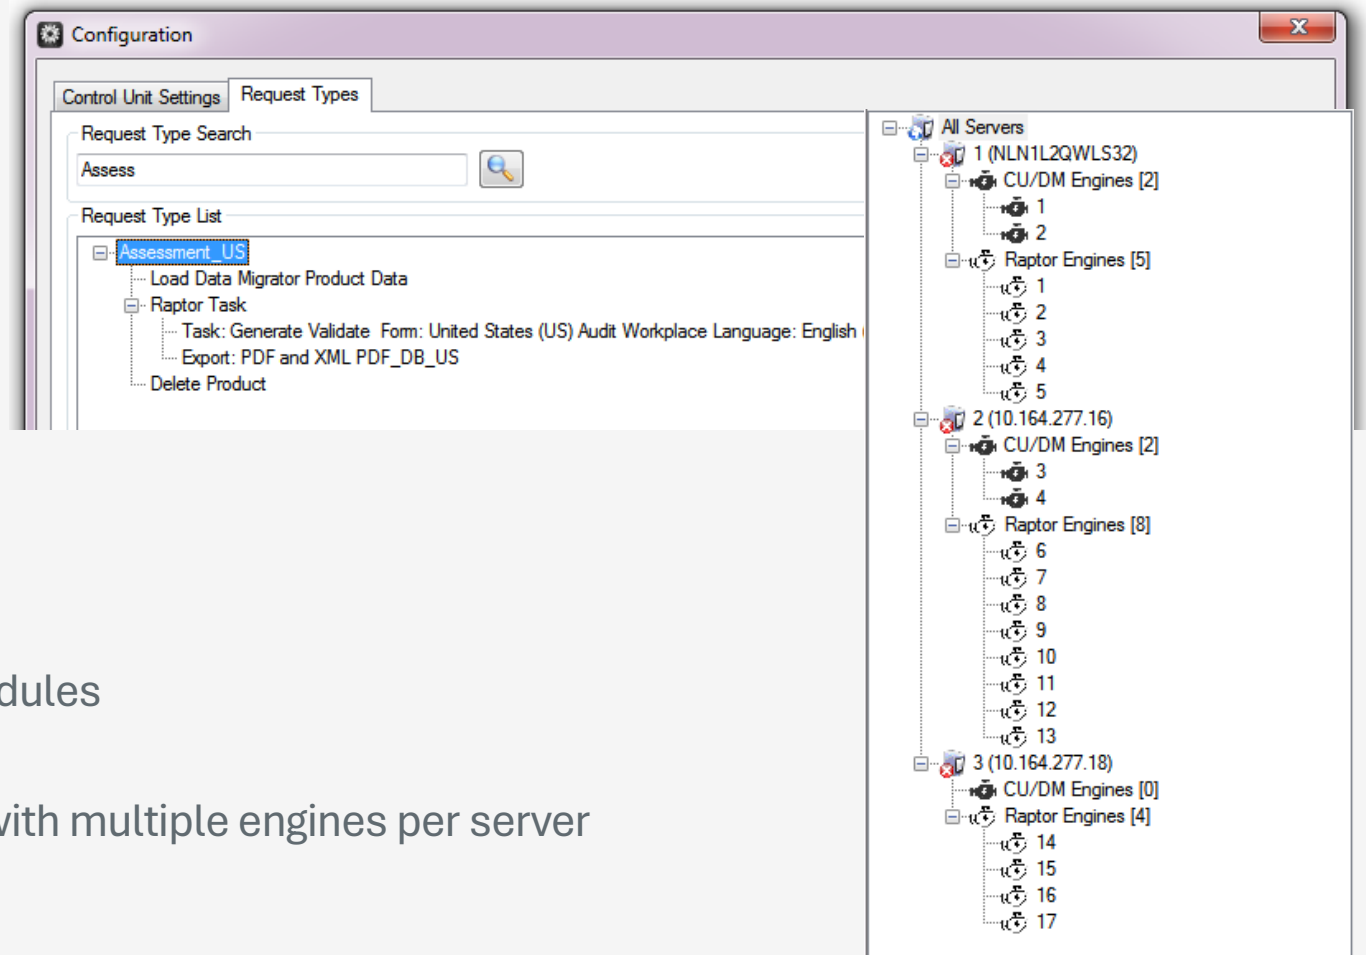 Configuration
X
Control Unit Settings
Request Types
Request Type Search
Assess
Request Type List
Assessment_US
Load Data Migrator Product Data
Raptor Task
Task: Generate Validate Form: United States (US) Audit Workplace Language: English
Export: PDF and XML PDF_DB_US
Delete Product
All Servers
1 (NLN1L2QWLS32)
CU/DM Engines [2]
1
2
Raptor Engines [5]
1
2
3
4
5
2 (10.164.277.16)
CU/DM Engines [2]
3
4
Raptor Engines [8]
6
7
8
9
10
11
12
13
3 (10.164.277.18)
CU/DM Engines [0]
Raptor Engines [4]
14
15
16
17
dules
with multiple engines per server